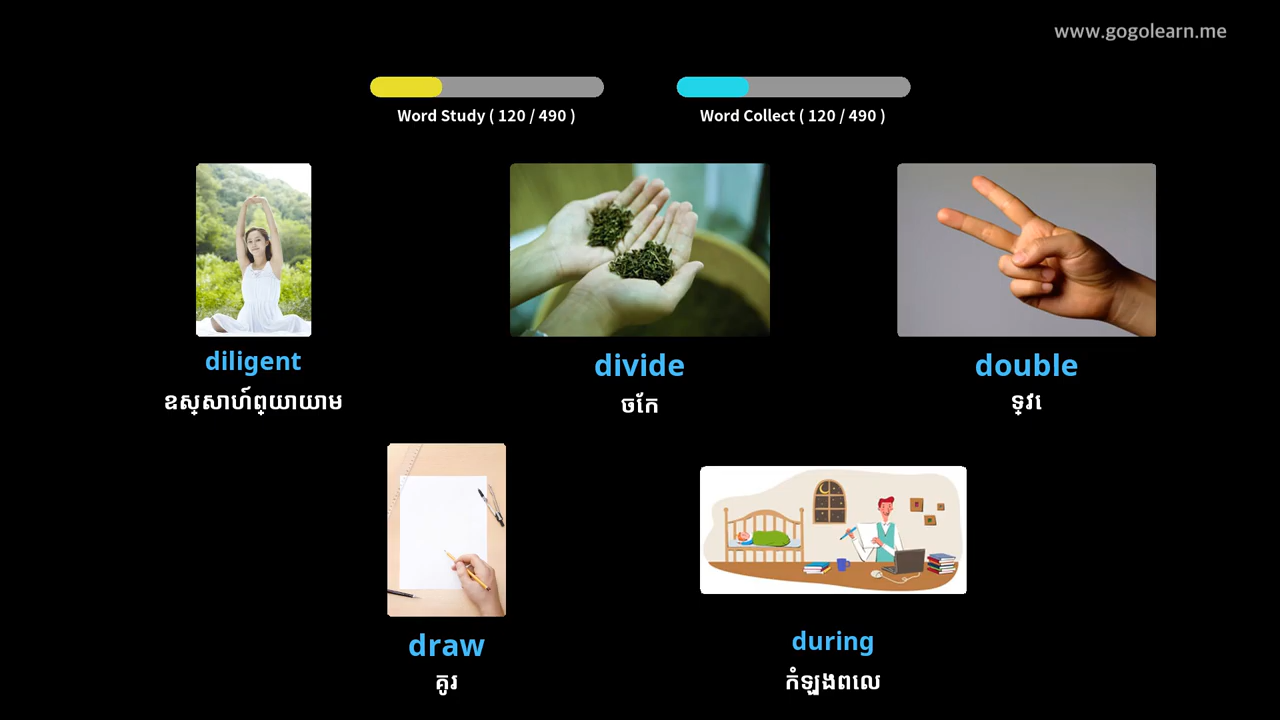 www.gogolearn.me
Word Study ( 120 / 490 )
Word Collect ( 120 / 490 )
diligent
ឧស្សាហ៍ព្យាយាម
divide
ចែក
double
ទ្វេ
draw
គូរ
during
កំឡុងពេល